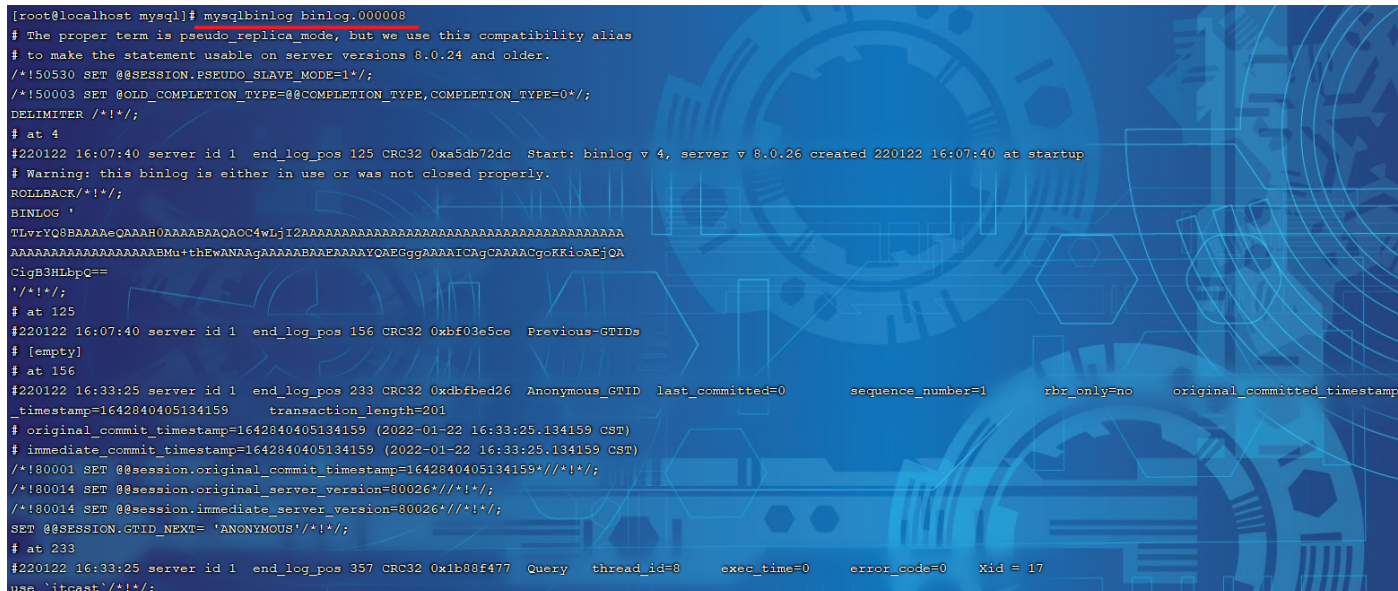 [root@localhost mysql]# mysqlbinlog binlog.000008
# The proper term is pseudo_replica_mode, but we use this compatibility alias
# to make the statement usable on server versions 8.0.24 and older.
/*!50530 SET @@SESSION.PSEUDO_SLAVE_MODE=1*/;
/*!50003 SET @OLD_COMPLETION_TYPE=@@COMPLETION_TYPE,COMPLETION_TYPE=0*/;
DELIMITER /*!*/;
# at 4
#220122 16:07:40 server id 1  end_log_pos 125 CRC32 0xa5db72dc  Start: binlog v 4, server v 8.0.26 created 220122 16:07:40 at startup
# Warning: this binlog is either in use or was not closed properly.
ROLLBACK/*!*/;
BINLOG '
TLvrYQ8BAAAAeQAAAH0AAAABAAQAOC4wLjI2AAAAAAAAAAAAAAAAAAAAAAAAAAAAAAAAAAAAAAAA
AAAAAAAAAAAAAAAAAABMu+thEwANAAgAAAAABAAEAAAAYQAEGggAAAAICAgCAAAACgoKKioAEjQA
CigB3HLbpQ==
'/*!*/;
# at 125
#220122 16:07:40 server id 1  end_log_pos 156 CRC32 0xbf03e5ce  Previous-GTIDs
# [empty]
# at 156
#220122 16:33:25 server id 1  end_log_pos 233 CRC32 0xdbfbed26  Anonymous_GTID  last_committed=0        sequence_number=1       rbr_only=no     original_committed_timestamp
_timestamp=1642840405134159     transaction_length=201
# original_commit_timestamp=1642840405134159 (2022-01-22 16:33:25.134159 CST)
# immediate_commit_timestamp=1642840405134159 (2022-01-22 16:33:25.134159 CST)
/*!80001 SET @@session.original_commit_timestamp=1642840405134159*//*!*/;
/*!80014 SET @@session.original_server_version=80026*//*!*/;
/*!80014 SET @@session.immediate_server_version=80026*//*!*/;
SET @@SESSION.GTID_NEXT= 'ANONYMOUS'/*!*/;
# at 233
#220122 16:33:25 server id 1  end_log_pos 357 CRC32 0x1b88f477  Query   thread_id=8     exec_time=0     error_code=0    Xid = 17
use `itcast`/*!*/;